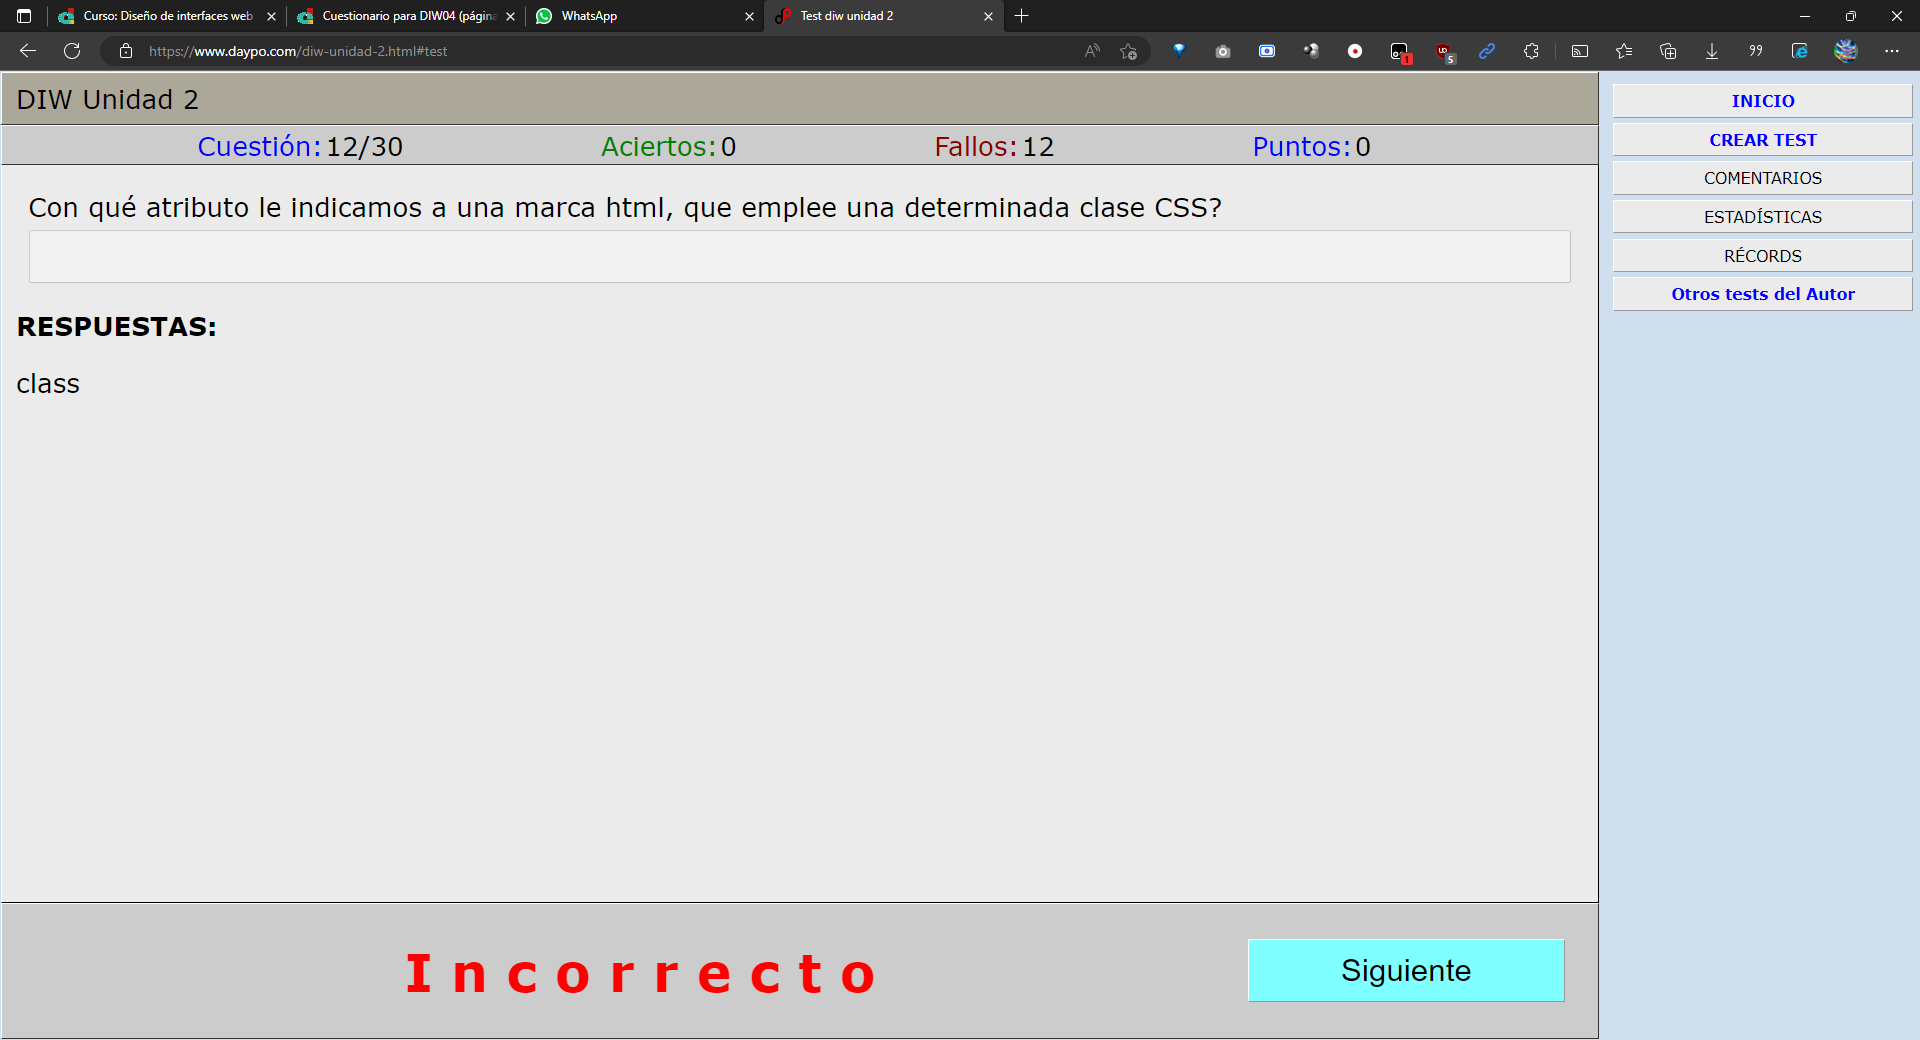 Curso: Diseño de interfaces web
Cuestionario para DIW04 (página
WhatsApp
Test diw unidad 2
https://www.daypo.com/diw-unidad-2.html#test
1
5
DIW Unidad 2
Cuestión: 12/30 Aciertos: 0 Fallos: 12 Puntos: 0
Con qué atributo le indicamos a una marca html, que emplee una determinada clase CSS?
RESPUESTAS:
class
Incorrecto
Siguiente
INICIO
CREAR TEST
COMENTARIOS
ESTADÍSTICAS
RÉCORDS
Otros tests del Autor